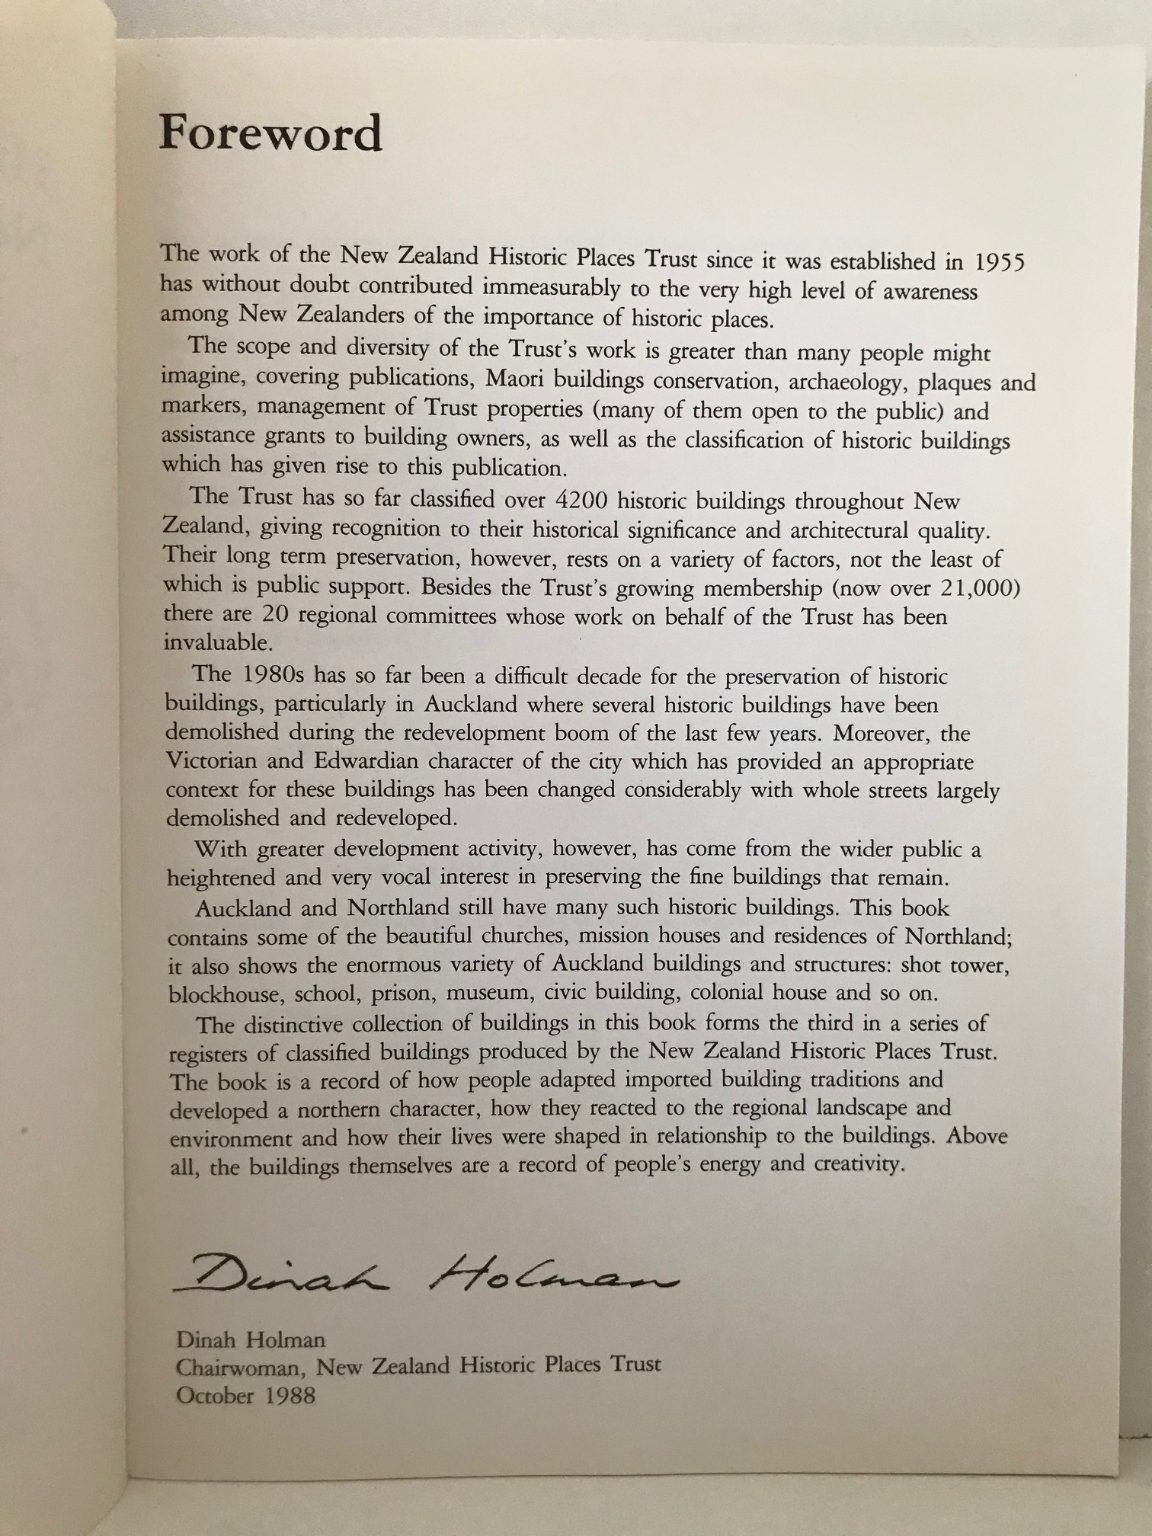 Foreword
The work of the New Zealand Historic Places Trust since it was established in 1955
has without doubt contributed immeasurably to the very high level of awareness
among New Zealanders of the importance of historic places.
The scope and diversity of the Trust's work is greater than many people might
imagine, covering publications, Maori buildings conservation, archaeology, plaques and
markers, management of Trust properties (many of them open to the public) and
assistance grants to building owners, as well as the classification of historic buildings
which has given rise to this publication.
The Trust has so far classified over 4200 historic buildings throughout New
Zealand, giving recognition to their historical significance and architectural quality.
Their long term preservation, however, rests on a variety of factors, not the least of
which is public support. Besides the Trust's growing membership (now over 21,000)
there are 20 regional committees whose work on behalf of the Trust has been
invaluable.
The 1980s has so far been a difficult decade for the preservation of historic
buildings, particularly in Auckland where several historic buildings have been
demolished during the redevelopment boom of the last few years. Moreover, the
Victorian and Edwardian character of the city which has provided an appropriate
context for these buildings has been changed considerably with whole streets largely
demolished and redeveloped.
With greater development activity, however, has come from the wider public a
heightened and very vocal interest in preserving the fine buildings that remain.
Auckland and Northland still have many such historic buildings. This book
contains some of the beautiful churches, mission houses and residences of Northland;
it also shows the enormous variety of Auckland buildings and structures: shot tower,
blockhouse, school, prison, museum, civic building, colonial house and so on.
The distinctive collection of buildings in this book forms the third in a series of
registers of classified buildings produced by the New Zealand Historic Places Trust.
The book is a record of how people adapted imported building traditions and
developed a northern character, how they reacted to the regional landscape and
environment and how their lives were shaped in relationship to the buildings. Above
all, the buildings themselves are a record of people's energy and creativity.
Dinah Holman
Dinah Holman
Chairwoman, New Zealand Historic Places Trust
October 1988